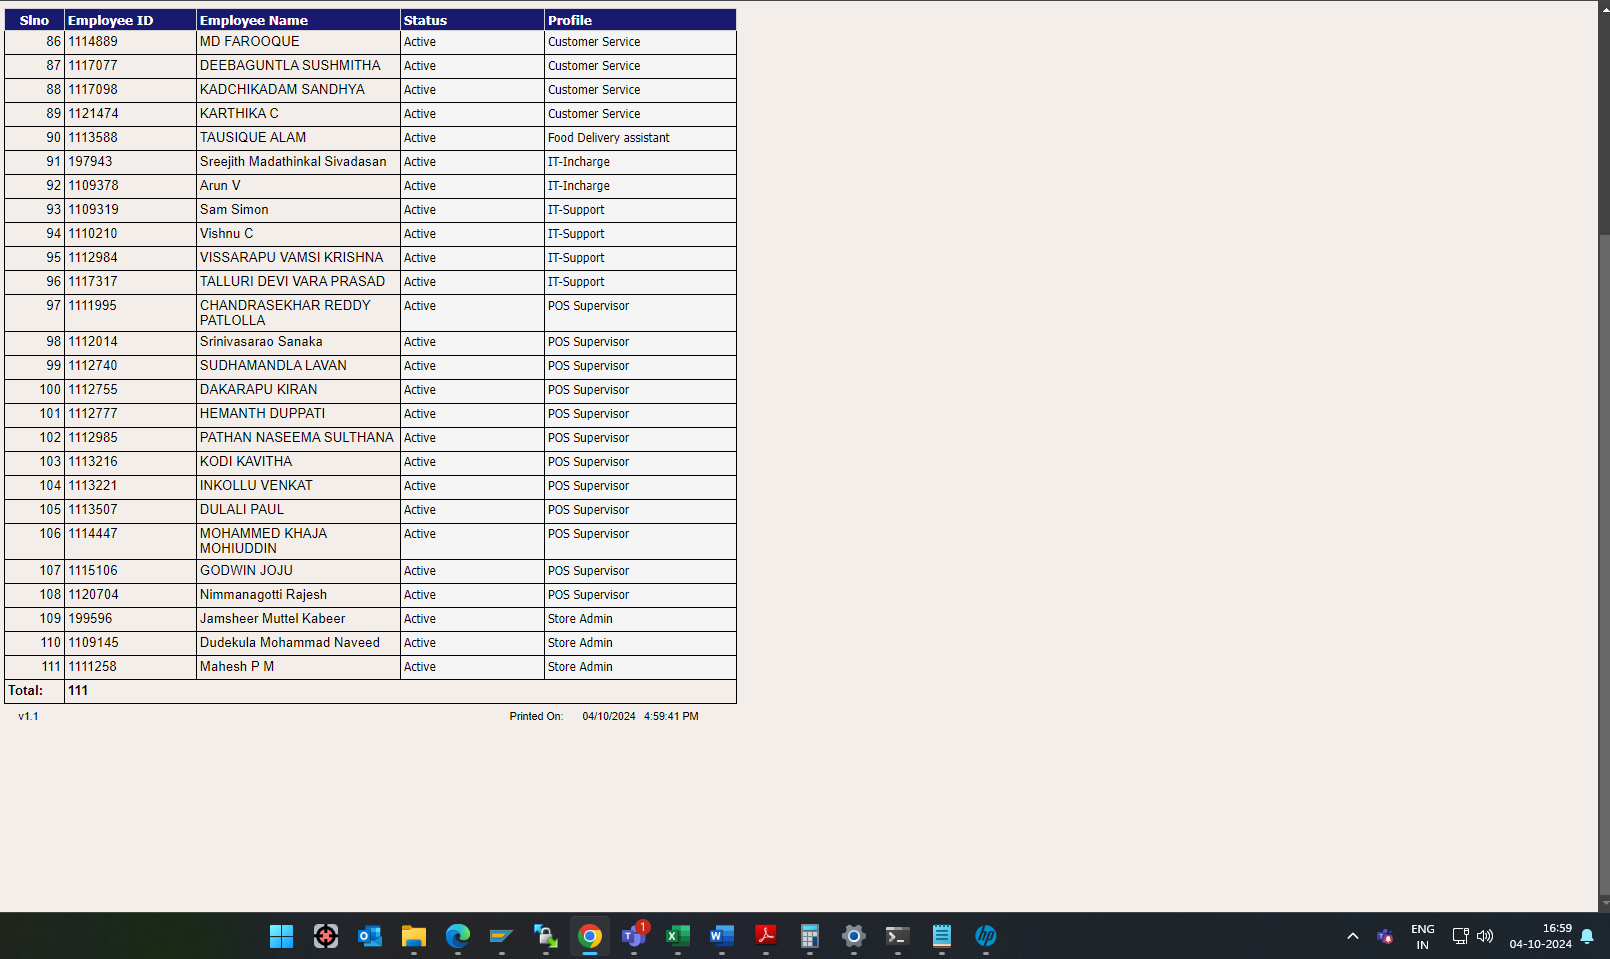 Slno Employee ID Employee Name Status Profile
86 1114889 MD FAROOQUE Active Customer Service
87 1117077 DEEBAGUNTLA SUSHMITHA Active Customer Service
88 1117098 KADCHIKADAM SANDHYA Active Customer Service
89 1121474 KARTHIKA C Active Customer Service
90 1113588 TAUSIQUE ALAM Active Food Delivery assistant
91 197943 Sreejith Madathinkal Sivadasan Active IT-Incharge
92 1109378 Arun V Active IT-Incharge
93 1109319 Sam Simon Active IT-Support
94 1110210 Vishnu C Active IT-Support
95 1112984 VISSARAPU VAMSI KRISHNA Active IT-Support
96 1117317 TALLURI DEVI VARA PRASAD Active IT-Support
97 1111995 CHANDRASEKHAR REDDY Active POS Supervisor
PATLOLLA
98 1112014 Srinivasarao Sanaka Active POS Supervisor
99 1112740 SUDHAMANDLA LAVAN Active POS Supervisor
100 1112755 DAKARAPU KIRAN Active POS Supervisor
101 1112777 HEMANTH DUPPATI Active POS Supervisor
102 1112985 PATHAN NASEEMA SULTHANA Active POS Supervisor
103 1113216 KODI KAVITHA Active POS Supervisor
104 1113221 INKOLLU VENKAT Active POS Supervisor
105 1113507 DULALI PAUL Active POS Supervisor
106 1114447 MOHAMMED KHAJA Active POS Supervisor
MOHIUDDIN
107 1115106 GODWIN JOJU Active POS Supervisor
108 1120704 Nimmanagotti Rajesh Active POS Supervisor
109 199596 Jamsheer Muttel Kabeer Active Store Admin
110 1109145 Dudekula Mohammad Naveed Active Store Admin
111 1111258 Mahesh P M Active Store Admin
Total: 111
v1.1 Printed On: 04/10/2024 4:59:41 PM
1
ENG
IN
16:59
04-10-2024